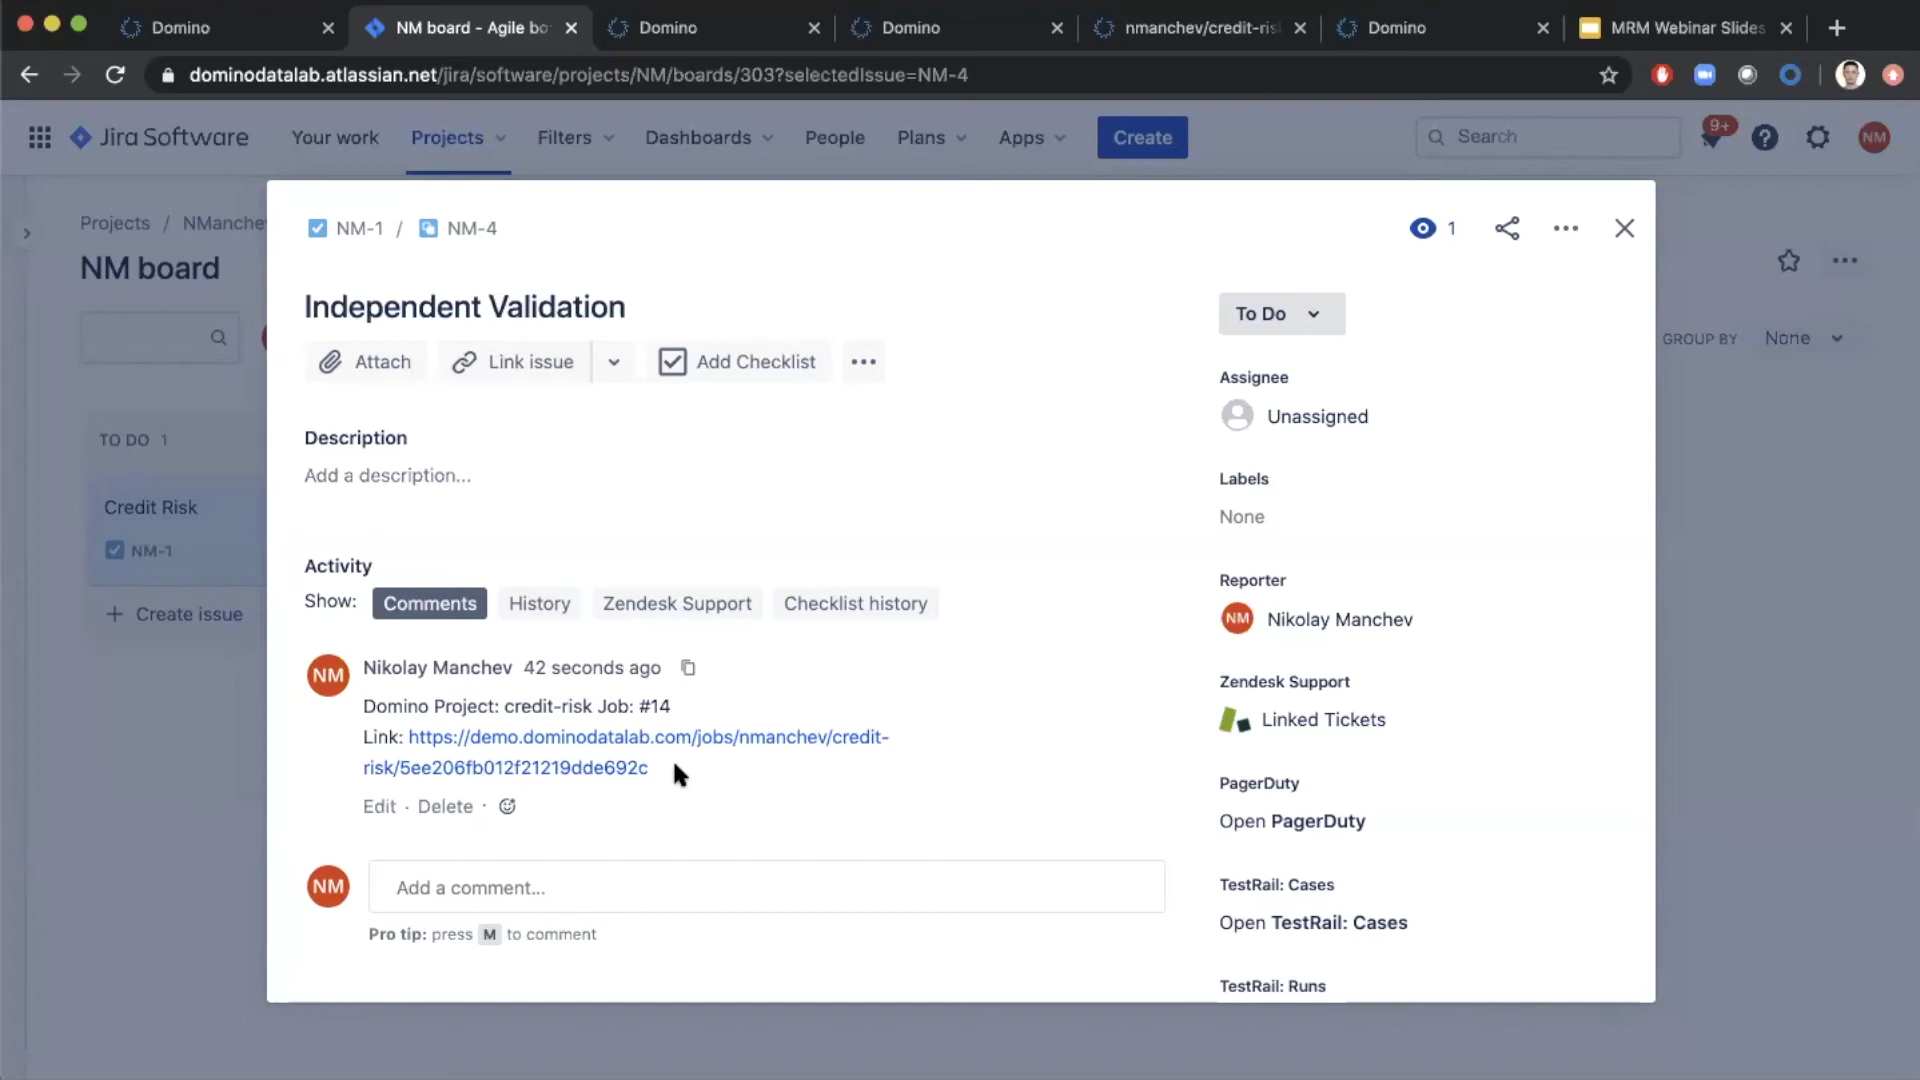 Domino
NM board - Agile bo
Domino
Domino
nmanchev/credit-ris
Domino
MRM Webinar Slides
dominodatalab.atlassian.net/jira/software/projects/NM/boards/303?selectedIssue=NM-4
Jira Software
Your work
Projects
Filters
Dashboards
People
Plans
Apps
Create
Search
9+
NM
Projects / NManche
NM board
GROUP BY None
TO DO 1
Credit Risk
NM-1
+ Create issue
NM-1 / NM-4
1
Independent Validation
Attach
Link issue
Add Checklist
Description
Add a description...
Activity
Show: Comments History Zendesk Support Checklist history
NM
Nikolay Manchev 42 seconds ago
Domino Project: credit-risk Job: #14
Link: https://demo.dominodatalab.com/jobs/nmanchev/credit-
risk/5ee206fb012f21219dde692c
Edit · Delete ·
NM
Add a comment...
Pro tip: press M to comment
To Do
Assignee
Unassigned
Labels
None
Reporter
NM Nikolay Manchev
Zendesk Support
Linked Tickets
PagerDuty
Open PagerDuty
TestRail: Cases
Open TestRail: Cases
TestRail: Runs